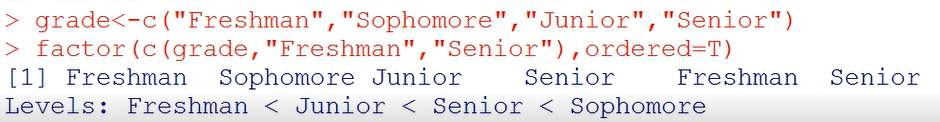 > grade<-c("Freshman","Sophomore","Junior","Senior")
> factor(c(grade,"Freshman","Senior"),ordered=T)
[1] Freshman  Sophomore Junior    Senior    Freshman  Senior
Levels: Freshman < Junior < Senior < Sophomore